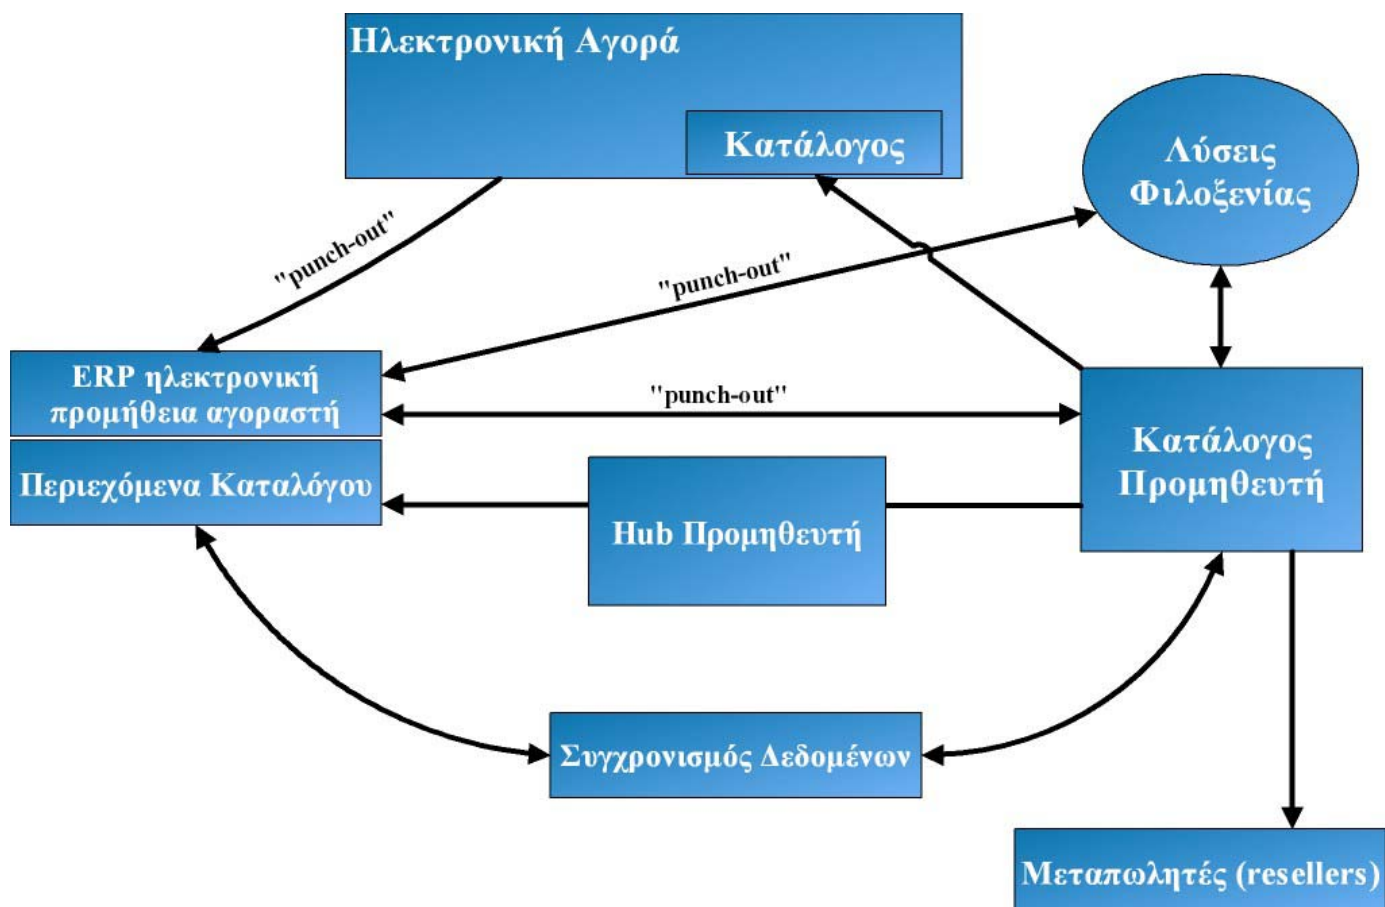 Ηλεκτρονική Αγορά
Κατάλογος
Λύσεις
Φιλοξενίας
"punch-out"
"punch-out"
ERP ηλεκτρονική
προμήθεια αγοραστή
"punch-out"
Κατάλογος
Προμηθευτή
Περιεχόμενα Καταλόγου
Hub Προμηθευτή
Συγχρονισμός Δεδομένων
Μεταπωλητές (resellers)